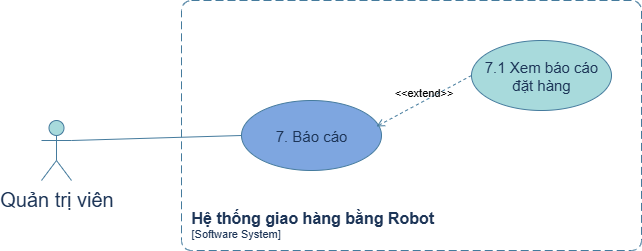 7.1 Xem báo cáo
đặt hàng
<<extend>>
7. Báo cáo
Quản trị viên
Hệ thống giao hàng bằng Robot
[Software System]